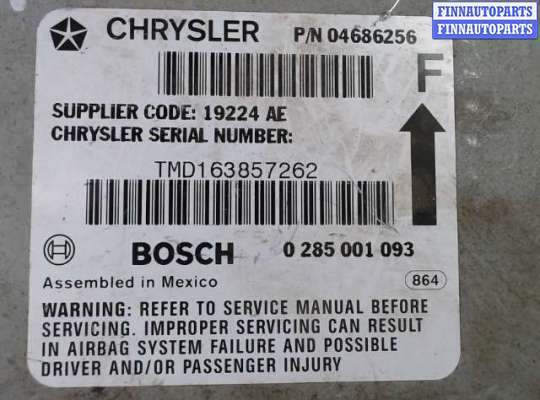 FINNAUTOPARTS
FINNAUTOPARTS
CHRYSLER P/N 04686256
F
SUPPLIER CODE: 19224 AE
CHRYSLER SERIAL NUMBER:
TMD163857262
BOSCH 0 285 001 093
Assembled in Mexico 864
WARNING: REFER TO SERVICE MANUAL BEFORE
SERVICING. IMPROPER SERVICING CAN RESULT
IN AIRBAG SYSTEM FAILURE AND POSSIBLE
DRIVER AND/OR PASSENGER INJURY